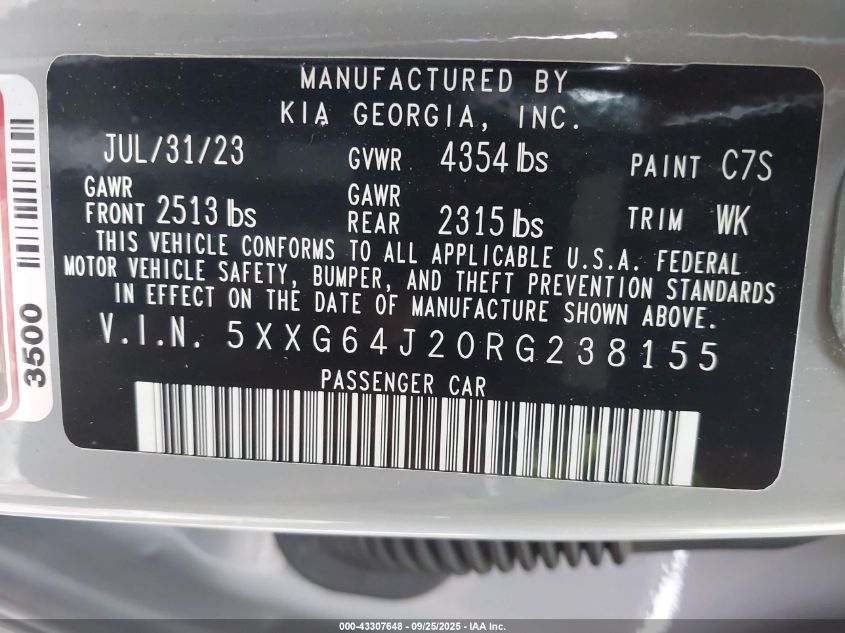 MANUFACTURED BY
KIA GEORGIA, INC.
JUL/31/23 GVWR 4354 lbs PAINT C7S
GAWR FRONT 2513 lbs GAWR REAR 2315 lbs TRIM WK
THIS VEHICLE CONFORMS TO ALL APPLICABLE U.S.A. FEDERAL
MOTOR VEHICLE SAFETY, BUMPER, AND THEFT PREVENTION STANDARDS
IN EFFECT ON THE DATE OF MANUFACTURE SHOWN ABOVE.
V.I.N. 5XXG64J20RG238155
PASSENGER CAR
3500
000-43307648 - 09/25/2025 - IAA Inc.